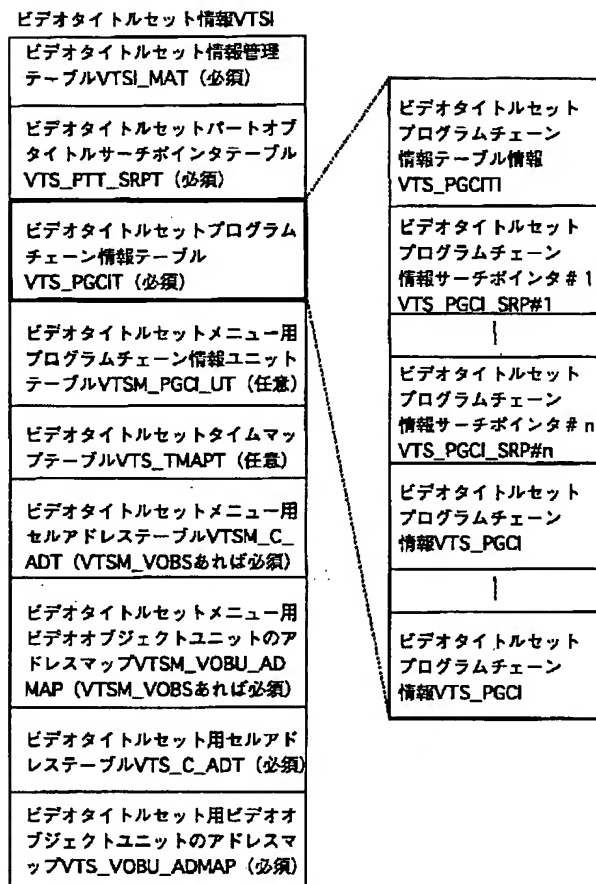 ビデオタイトルセット情報VTSI
ビデオタイトルセット情報管理
テーブルVTSI_MAT（必須）
ビデオタイトルセットパートオブ
タイトルサーチポインタテーブル
VTS_PTT_SRPT（必須）
ビデオタイトルセットプログラム
チェーン情報テーブル
VTS_PGCIT（必須）
ビデオタイトルセットメニュー用
プログラムチェーン情報ユニット
テーブルVTSM_PGCI_UT（任意）
ビデオタイトルセットタイムマッ
プテーブルVTS_TMAPT（任意）
ビデオタイトルセットメニュー用
セルアドレステーブルVTSM_C_
ADT（VTSM_VOBSあれば必須）
ビデオタイトルセットメニュー用
ビデオオブジェクトユニットのア
ドレスマップVTSM_VOBU_AD
MAP（VTSM_VOBSあれば必須）
ビデオタイトルセット用セルアド
レステーブルVTS_C_ADT（必須）
ビデオタイトルセット用ビデオオ
ブジェクトユニットのアドレスマ
ップVTS_VOBU_ADMAP（必須）
ビデオタイトルセット
プログラムチェーン
情報テーブル情報
VTS_PGCITI
ビデオタイトルセット
プログラムチェーン
情報サーチポインタ＃1
VTS_PGCI_SRP#1
ビデオタイトルセット
プログラムチェーン
情報サーチポインタ＃n
VTS_PGCI_SRP#n
ビデオタイトルセット
プログラムチェーン
情報VTS_PGCI
ビデオタイトルセット
プログラムチェーン
情報VTS_PGCI